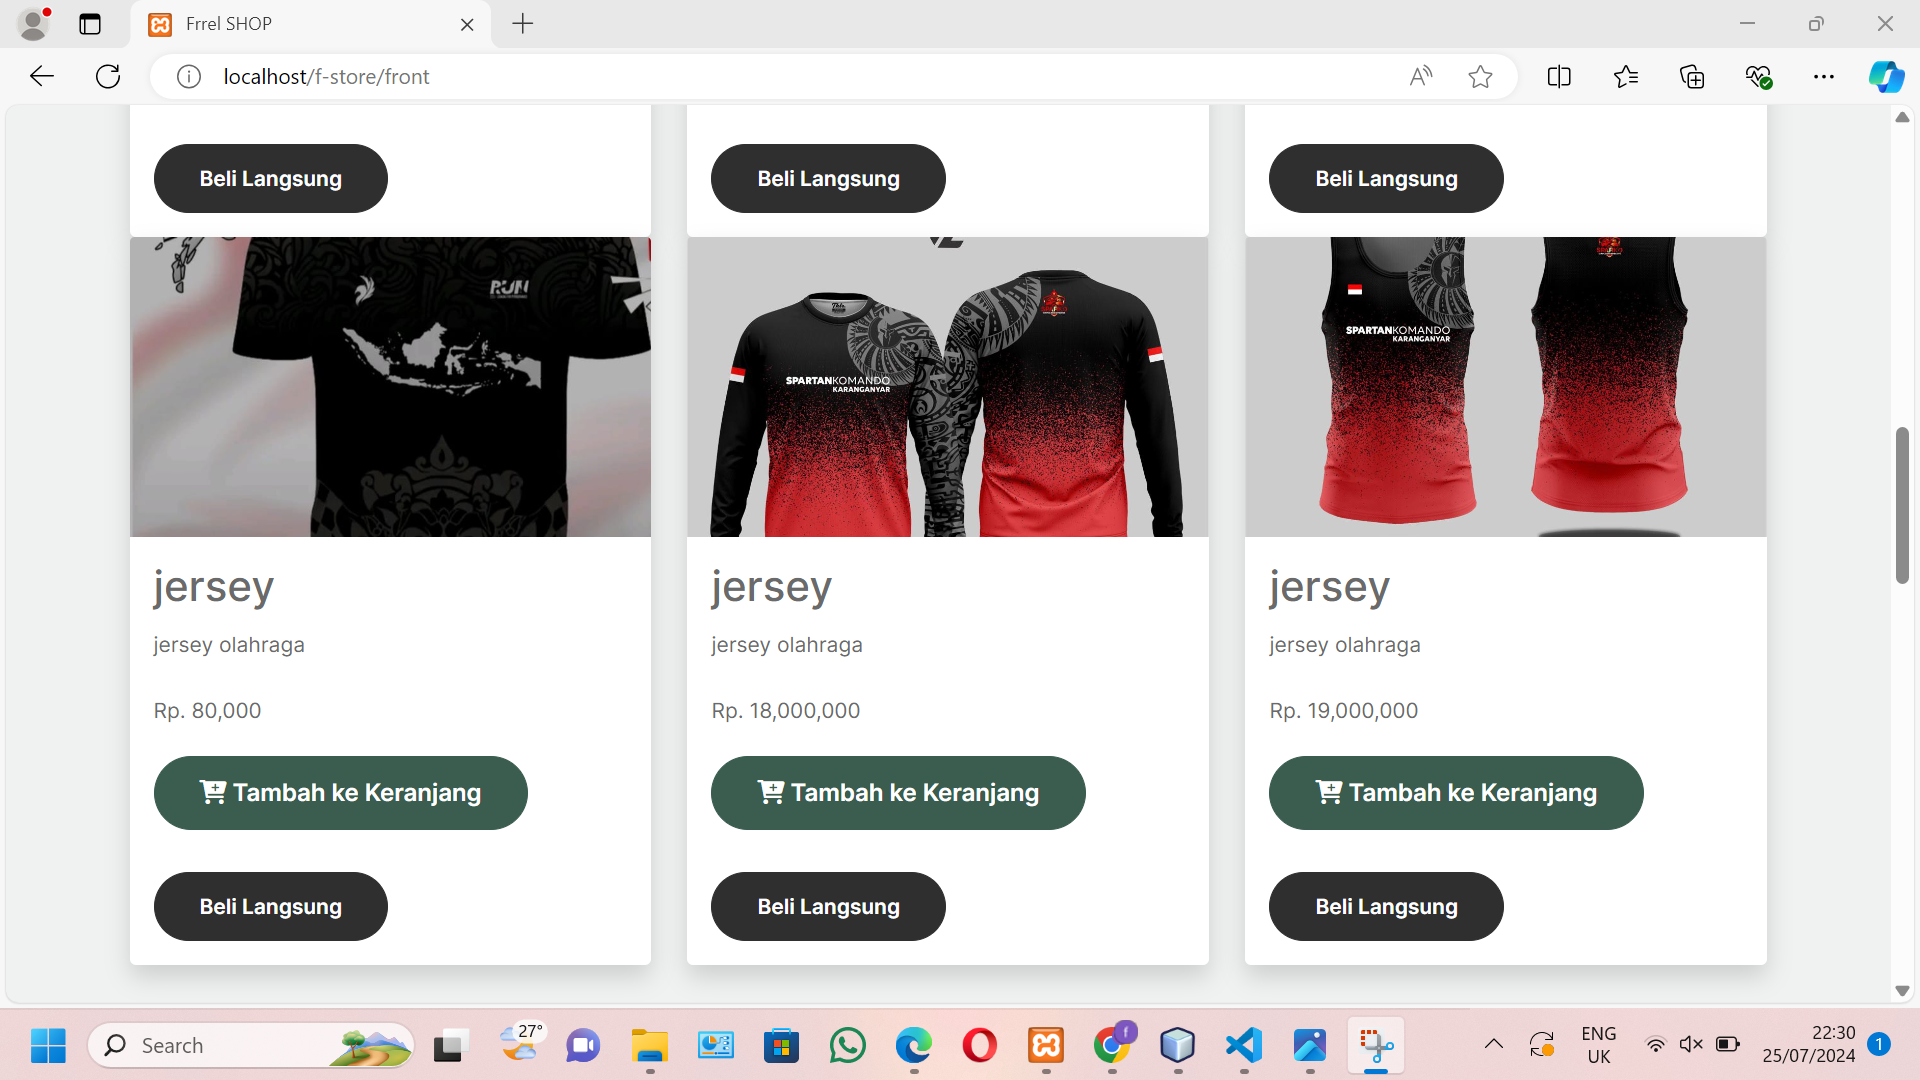 Frrel SHOP
localhost/f-store/front
Beli Langsung
Beli Langsung
Beli Langsung
RUN
SPARTANKOMANDO
KARANGANYAR
SPARTANKOMANDO
KARANGANYAR
jersey
jersey
jersey
jersey olahraga
jersey olahraga
jersey olahraga
Rp. 80,000
Rp. 18,000,000
Rp. 19,000,000
Tambah ke Keranjang
Tambah ke Keranjang
Tambah ke Keranjang
Beli Langsung
Beli Langsung
Beli Langsung
Search
27°
f
ENG
UK
22:30
25/07/2024
1